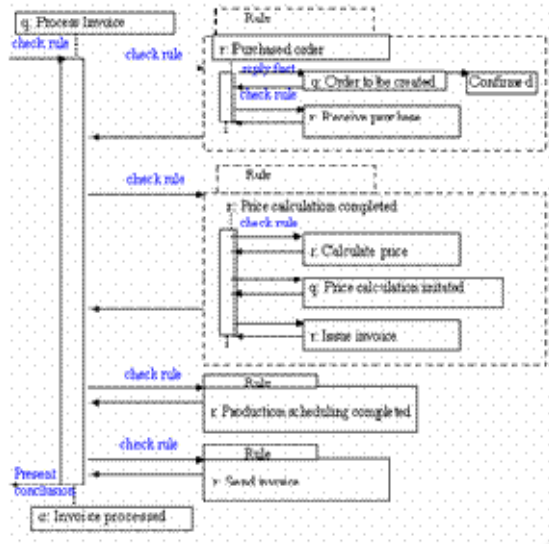 q: Process Invoice
check rule
Rule
r: Purchased order
check rule
reply fact
q: Order to be created
Confirmed
check rule
r: Receive purchase
check rule
Rule
r: Price calculation completed
check rule
r: Calculate price
q: Price calculation initated
r: Issue invoice
check rule
Rule
r: Production scheduling completed
check rule
Rule
r: Send invoice
Present
conclusion
c: Invoice processed